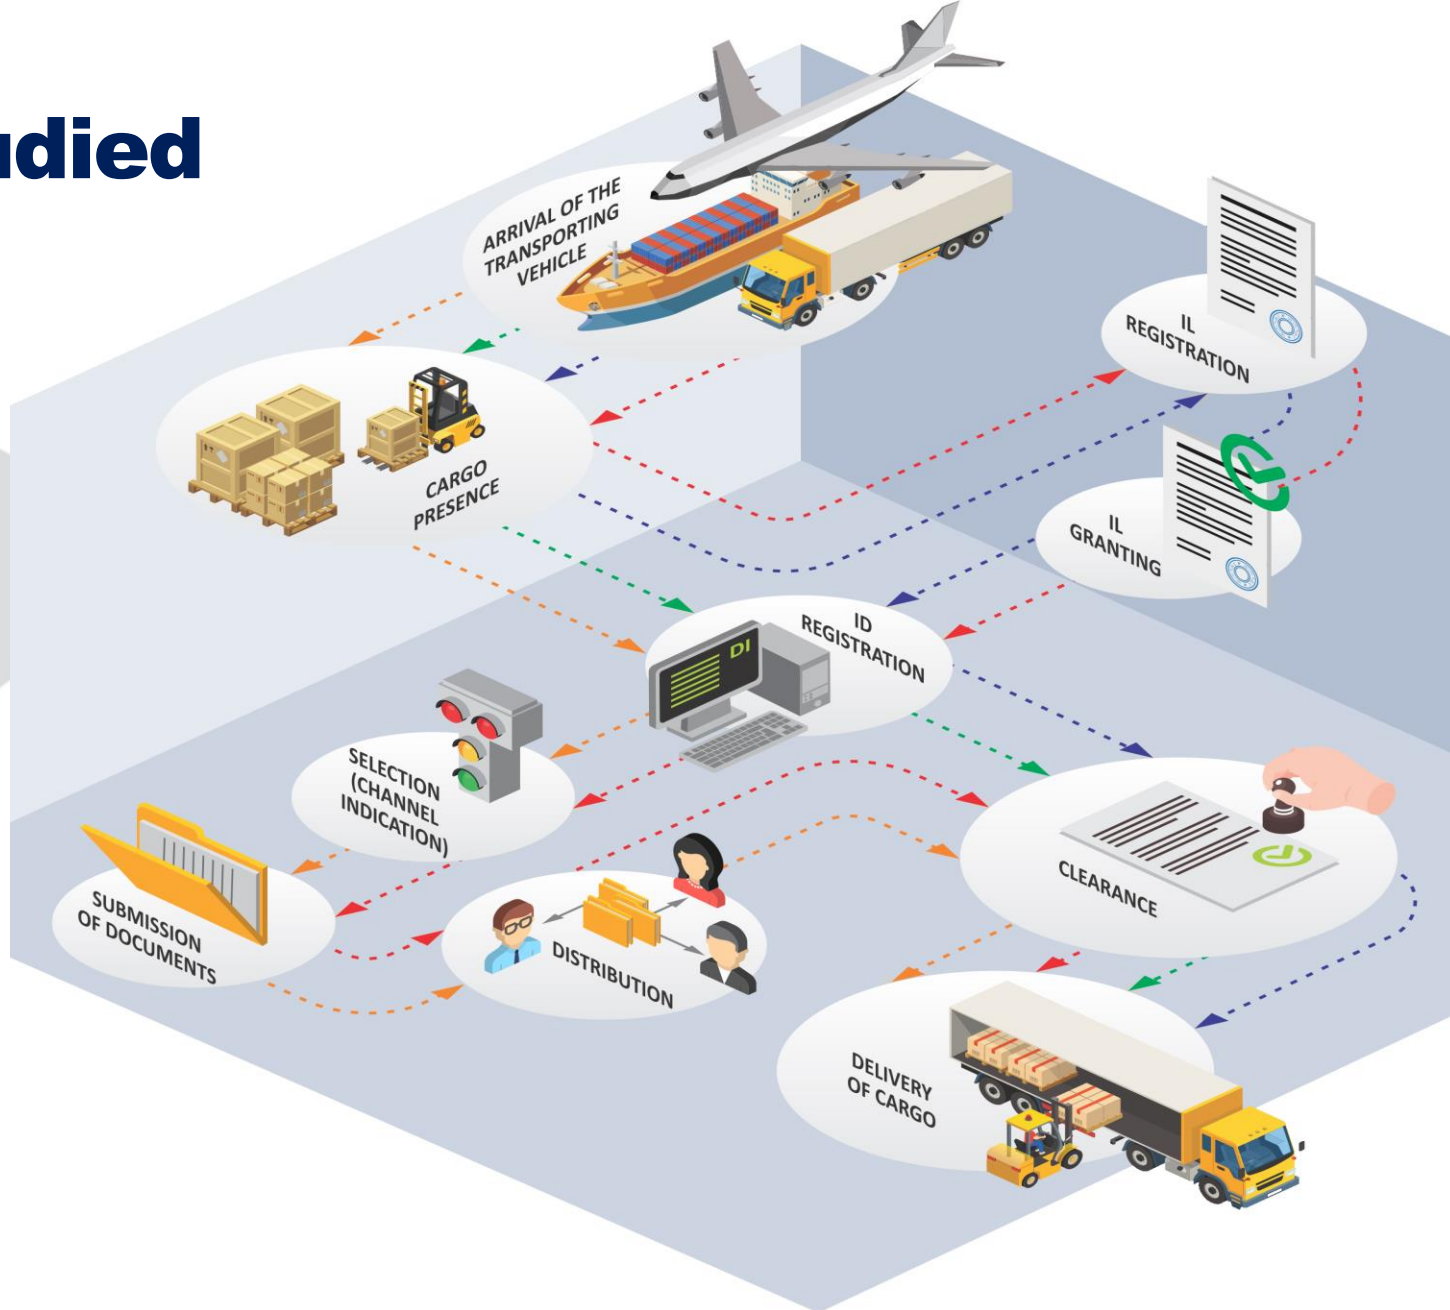 udied
ARRIVAL OF THE
TRANSPORTING
VEHICLE
IL
REGISTRATION
CARGO
PRESENCE
IL
GRANTING
ID
REGISTRATION
DI
SELECTION
(CHANNEL
INDICATION)
CLEARANCE
SUBMISSION
OF DOCUMENTS
DISTRIBUTION
DELIVERY
OF CARGO